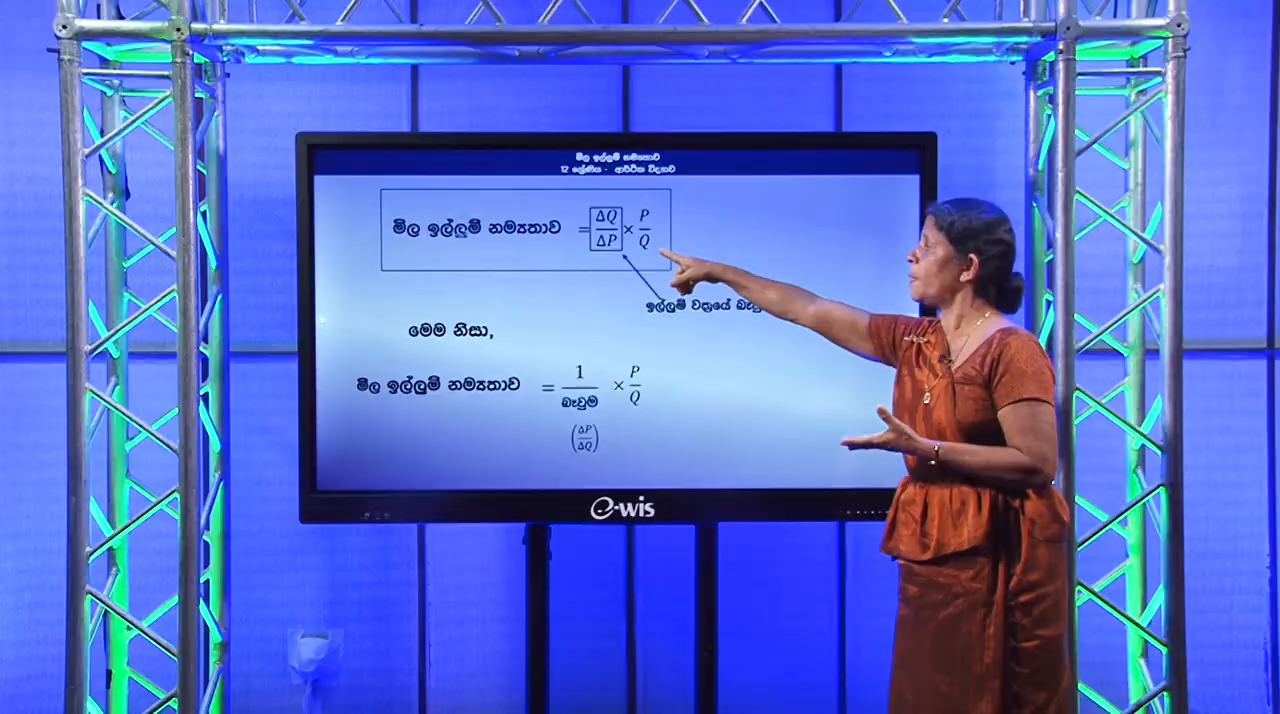 මිල ඉල්ලුම් නම්‍යතාව
12 ශ්‍රේණිය - ආර්ථික විද්‍යාව
මිල ඉල්ලුම් නම්‍යතාව = ΔQ/ΔP × P/Q
ඉල්ලුම් වක්‍රයේ
මෙම නිසා,
මිල ඉල්ලුම් නම්‍යතාව = 1/බෑවුම × P/Q
(ΔP/ΔQ)
e-wis